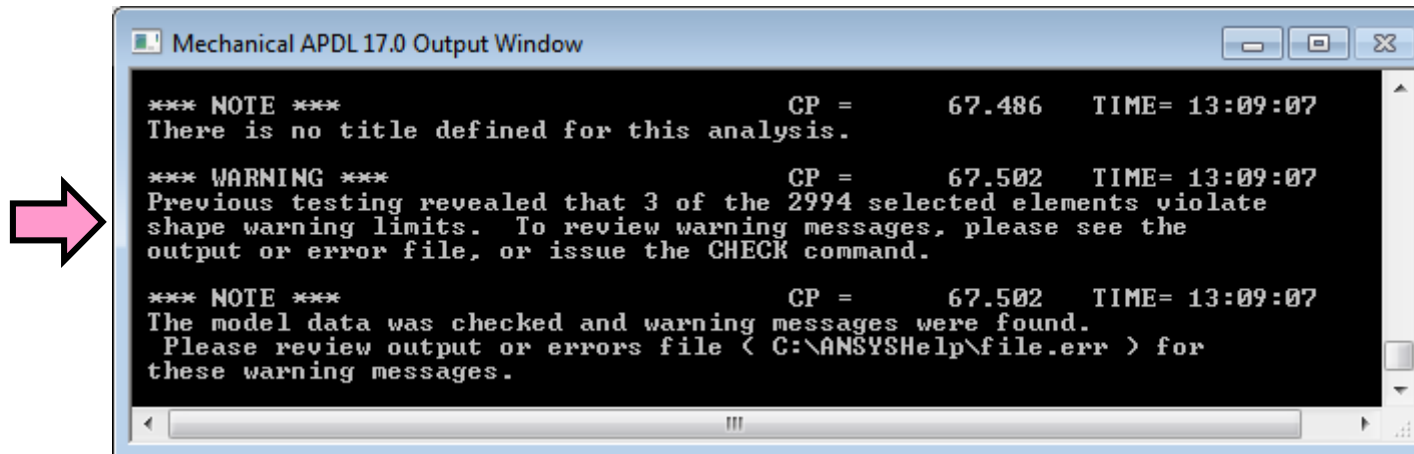 Mechanical APDL 17.0 Output Window
*** NOTE *** CP = 67.486 TIME= 13:09:07
There is no title defined for this analysis.
*** WARNING *** CP = 67.502 TIME= 13:09:07
Previous testing revealed that 3 of the 2994 selected elements violate
shape warning limits. To review warning messages, please see the
output or error file, or issue the CHECK command.
*** NOTE *** CP = 67.502 TIME= 13:09:07
The model data was checked and warning messages were found.
Please review output or errors file ( C:\ANSYSHelp\file.err ) for
these warning messages.